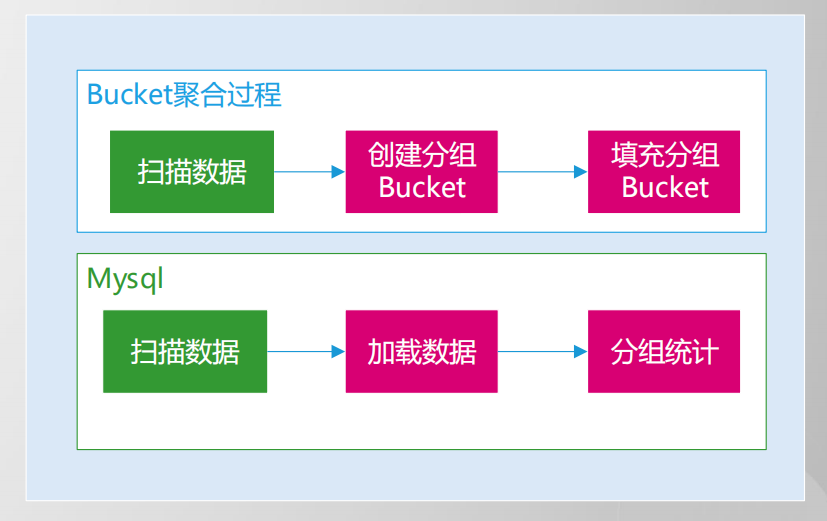 Bucket聚合过程
扫描数据
创建分组
Bucket
填充分组
Bucket
Mysql
扫描数据
加载数据
分组统计